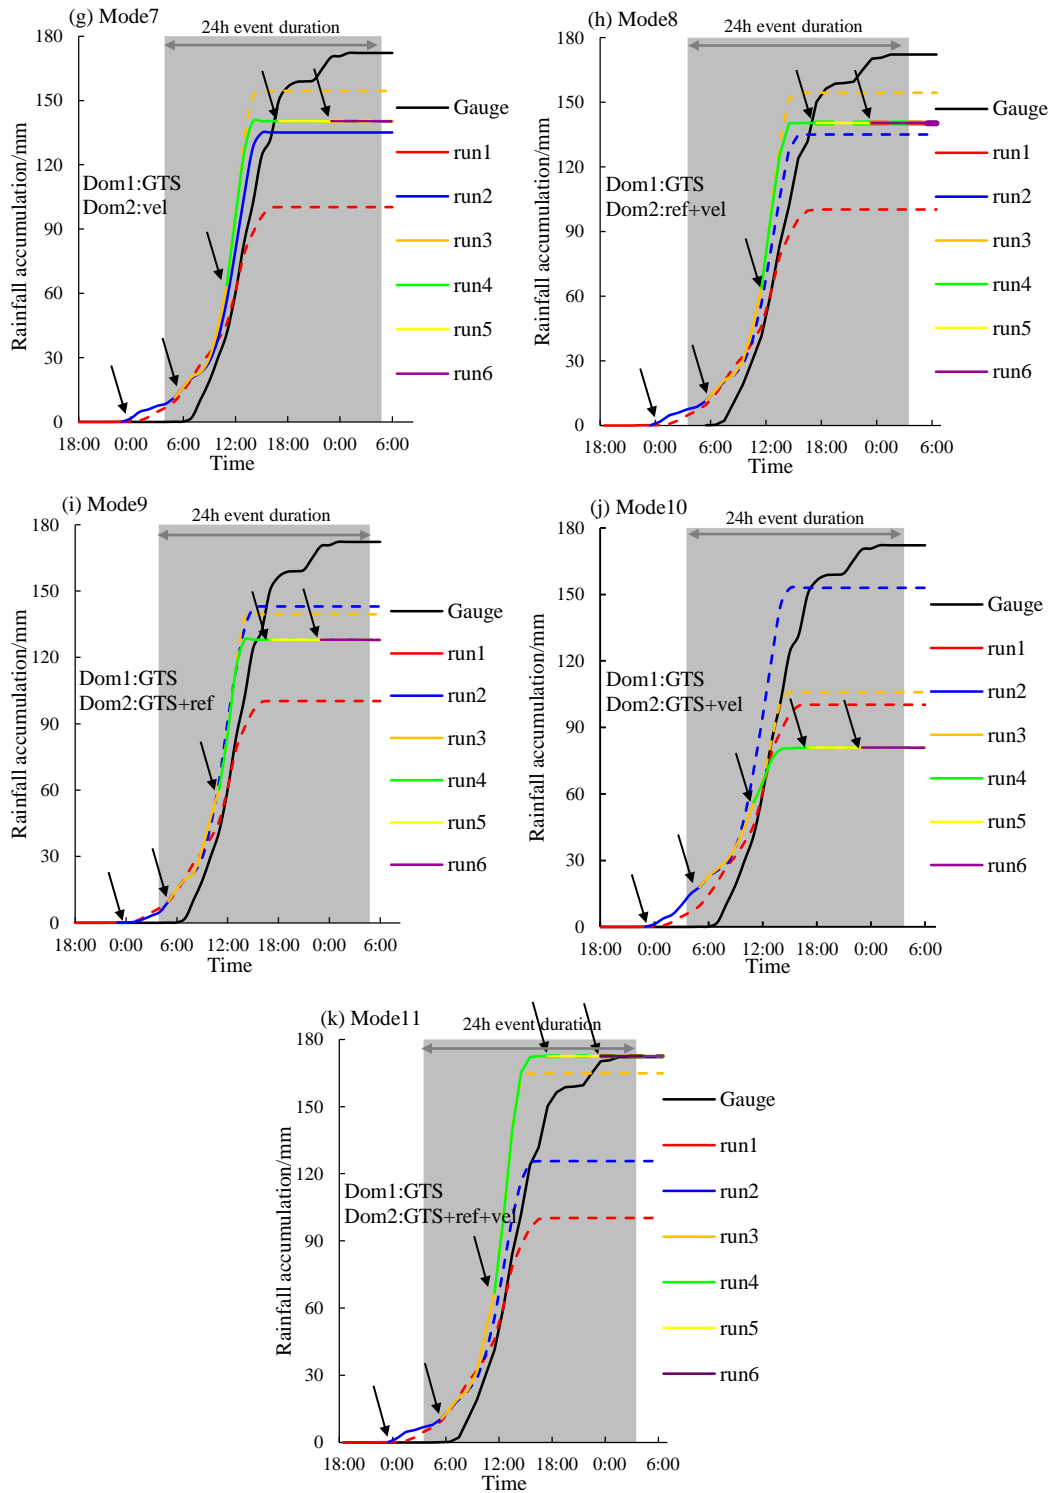 (g) Mode7
24h event duration
180
150
120
90
60
30
0
Rainfall accumulation/mm
Dom1:GTS
Dom2:vel
18:00 0:00 6:00 12:00 18:00 0:00 6:00
Time
Gauge
run1
run2
run3
run4
run5
run6
(h) Mode8
24h event duration
180
150
120
90
60
30
0
Rainfall accumulation/mm
Dom1:GTS
Dom2:ref+vel
18:00 0:00 6:00 12:00 18:00 0:00 6:00
Time
Gauge
run1
run2
run3
run4
run5
run6
(i) Mode9
24h event duration
180
150
120
90
60
30
0
Rainfall accumulation/mm
Dom1:GTS
Dom2:GTS+ref
18:00 0:00 6:00 12:00 18:00 0:00 6:00
Time
Gauge
run1
run2
run3
run4
run5
run6
(j) Mode10
24h event duration
180
150
120
90
60
30
0
Rainfall accumulation/mm
Dom1:GTS
Dom2:GTS+vel
18:00 0:00 6:00 12:00 18:00 0:00 6:00
Time
Gauge
run1
run2
run3
run4
run5
run6
(k) Mode11
24h event duration
180
150
120
90
60
30
0
Rainfall accumulation/mm
Dom1:GTS
Dom2:GTS+ref+vel
18:00 0:00 6:00 12:00 18:00 0:00 6:00
Time
Gauge
run1
run2
run3
run4
run5
run6